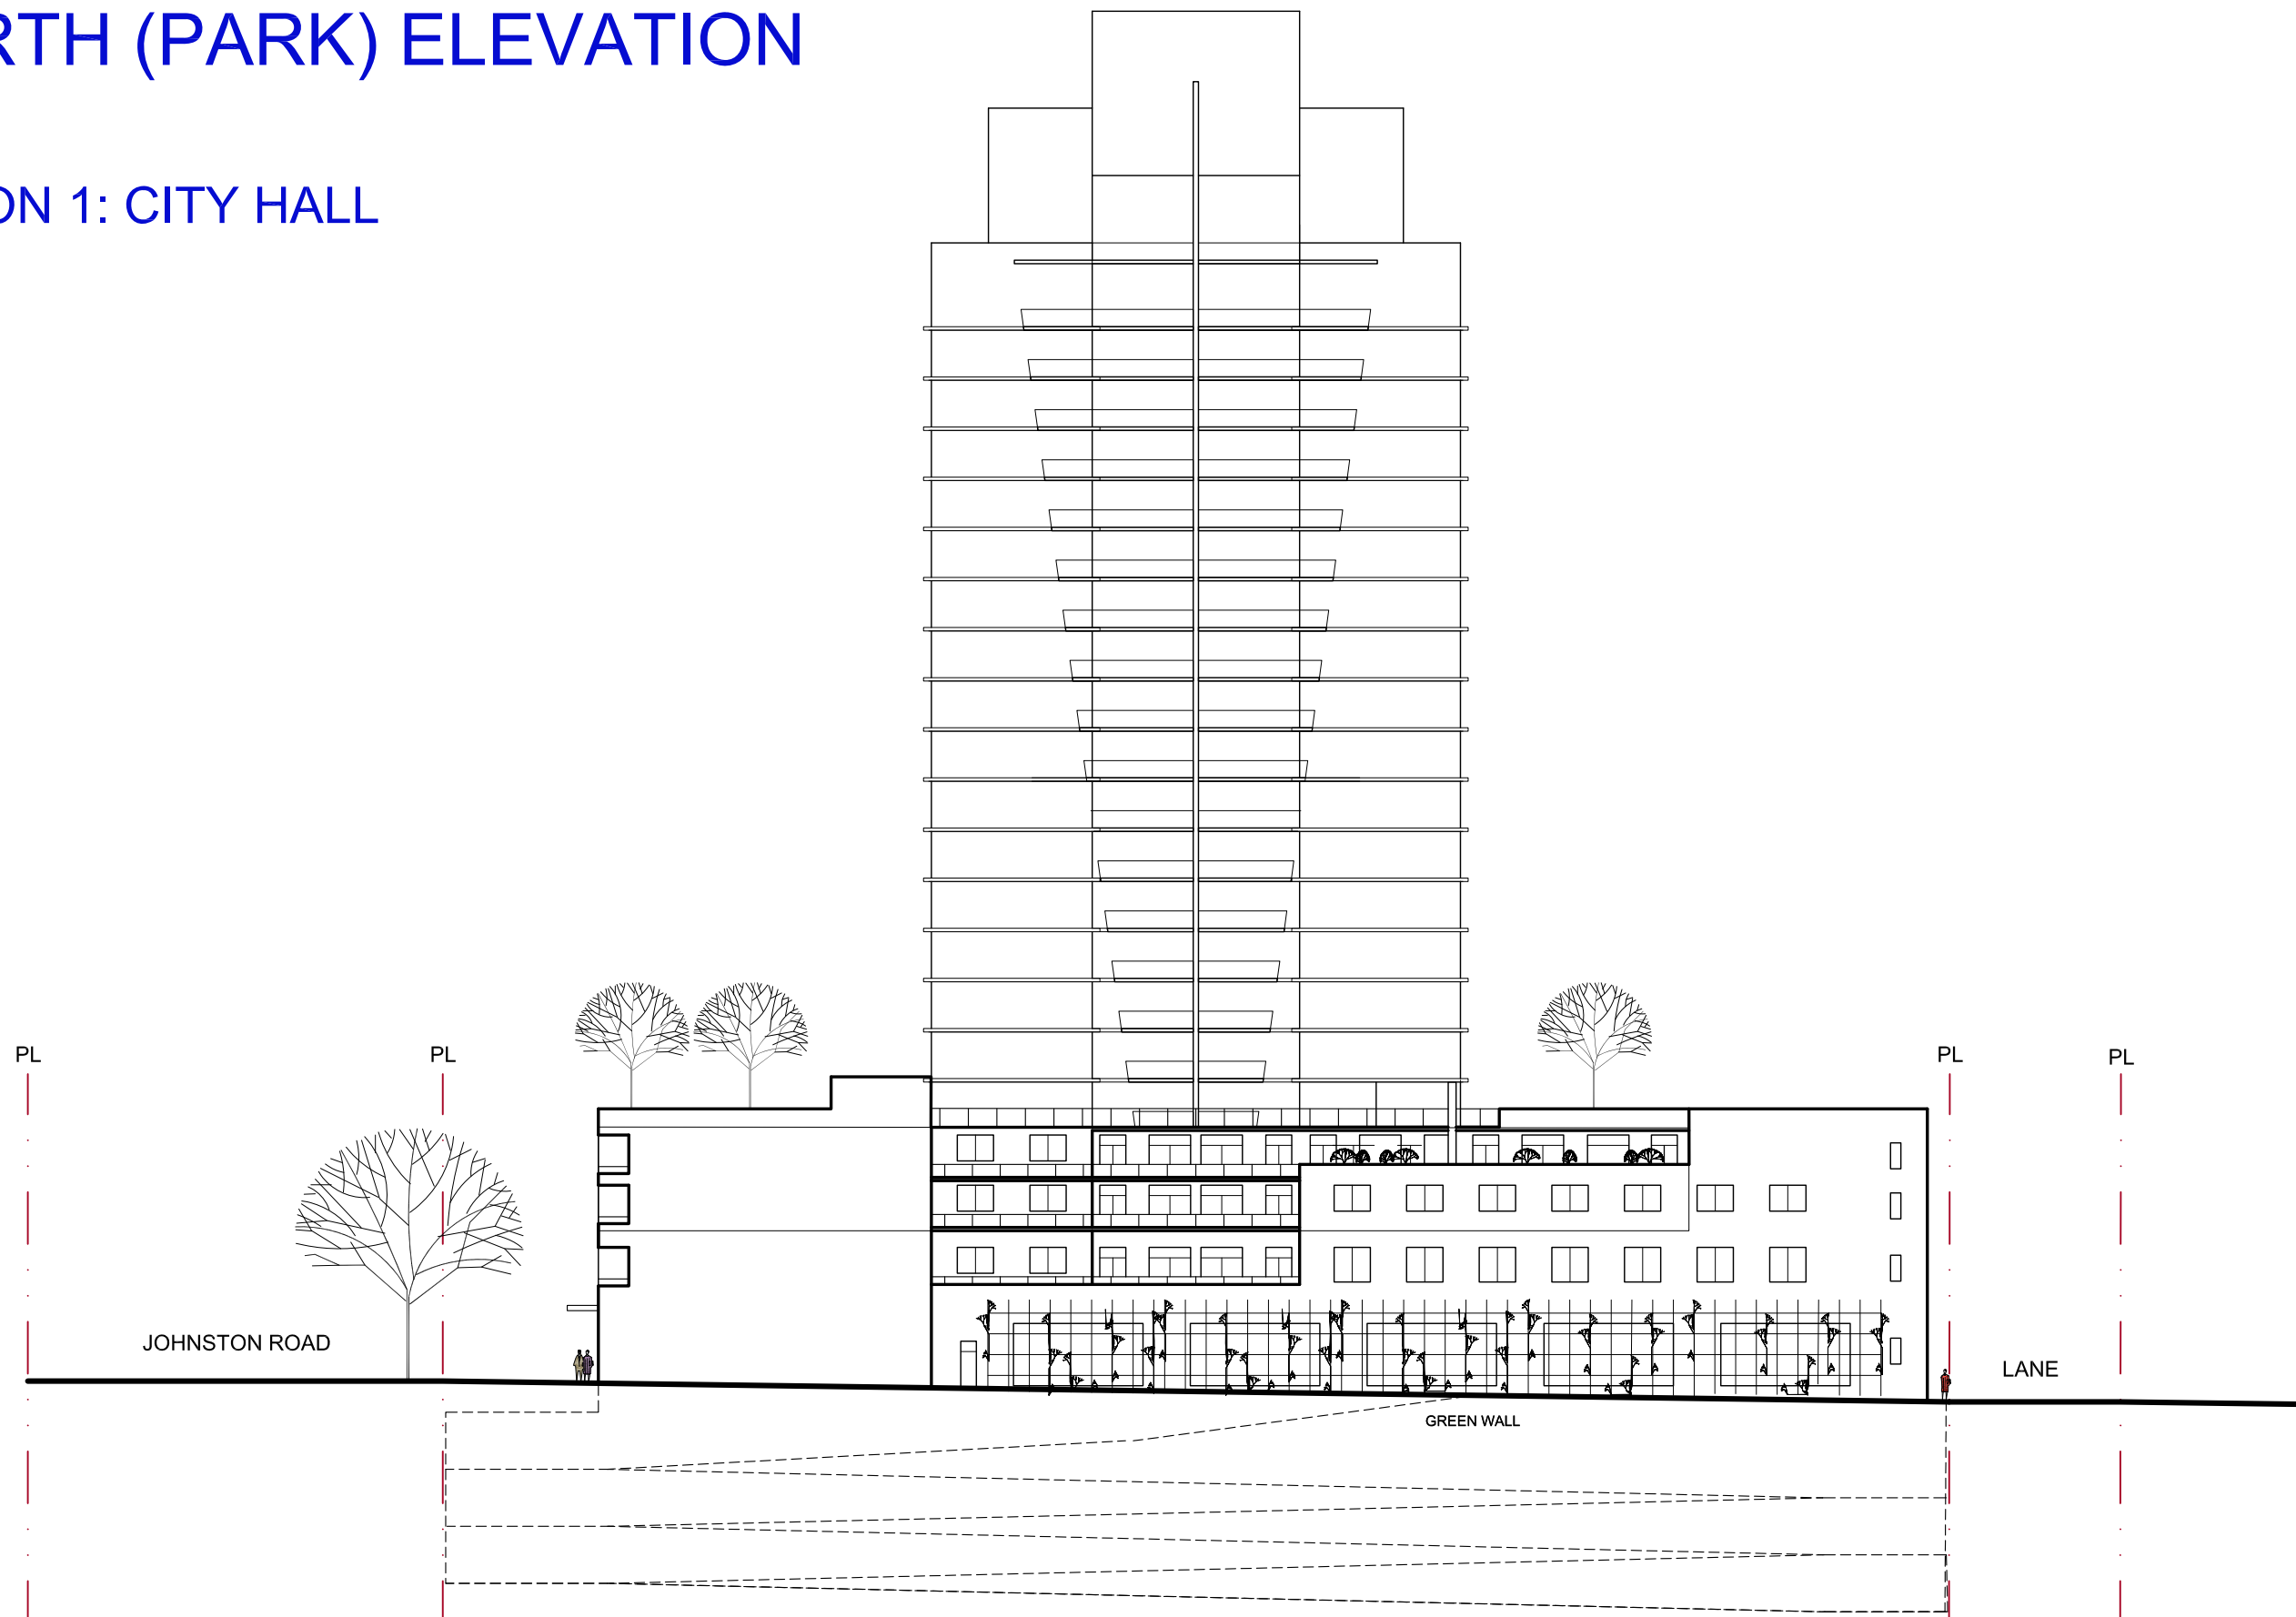 RTH (PARK) ELEVATION
ON 1: CITY HALL
PL
PL
PL
PL
JOHNSTON ROAD
LANE
GREEN WALL